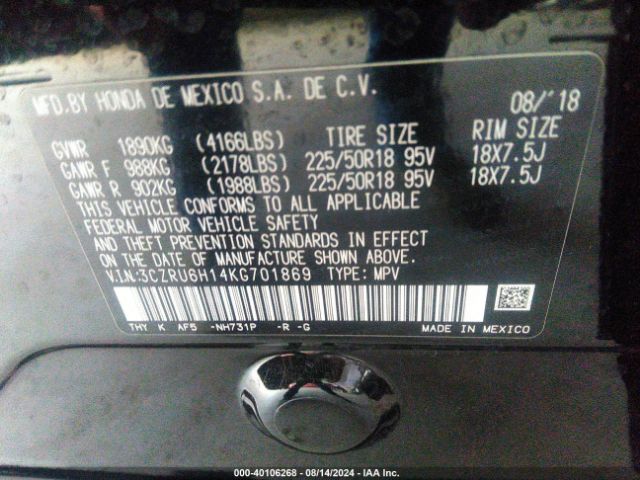 MFD.BY HONDA DE MEXICO S.A. DE C.V. 08/'18
GVWR 1890KG (4166LBS) TIRE SIZE RIM SIZE
GAWR F 988KG (2178LBS) 225/50R18 95V 18X7.5J
GAWR R 902KG (1988LBS) 225/50R18 95V 18X7.5J
THIS VEHICLE CONFORMS TO ALL APPLICABLE
FEDERAL MOTOR VEHICLE SAFETY
AND THEFT PREVENTION STANDARDS IN EFFECT
ON THE DATE OF MANUFACTURE SHOWN ABOVE.
V.I.N:3CZRU6H14KG701869 TYPE: MPV
THY K AF5 -NH731P -R -G MADE IN MEXICO
000-40106268 - 08/14/2024 - IAA Inc.